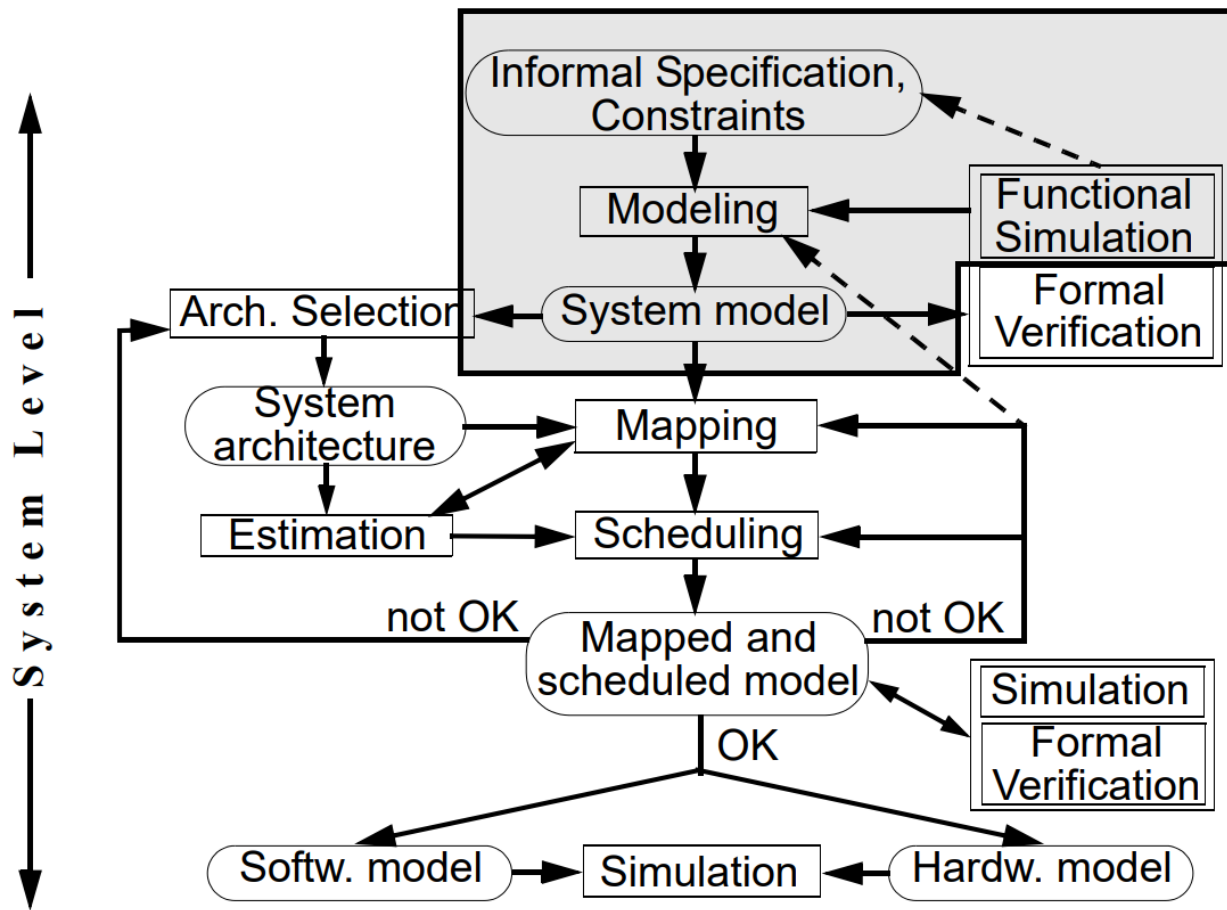 Informal Specification,
Constraints
Modeling
Functional
Simulation
Arch. Selection
System model
Formal
Verification
System
architecture
Mapping
Estimation
Scheduling
not OK
not OK
Mapped and
scheduled model
Simulation
Formal
Verification
OK
Softw. model
Simulation
Hardw. model
System Level